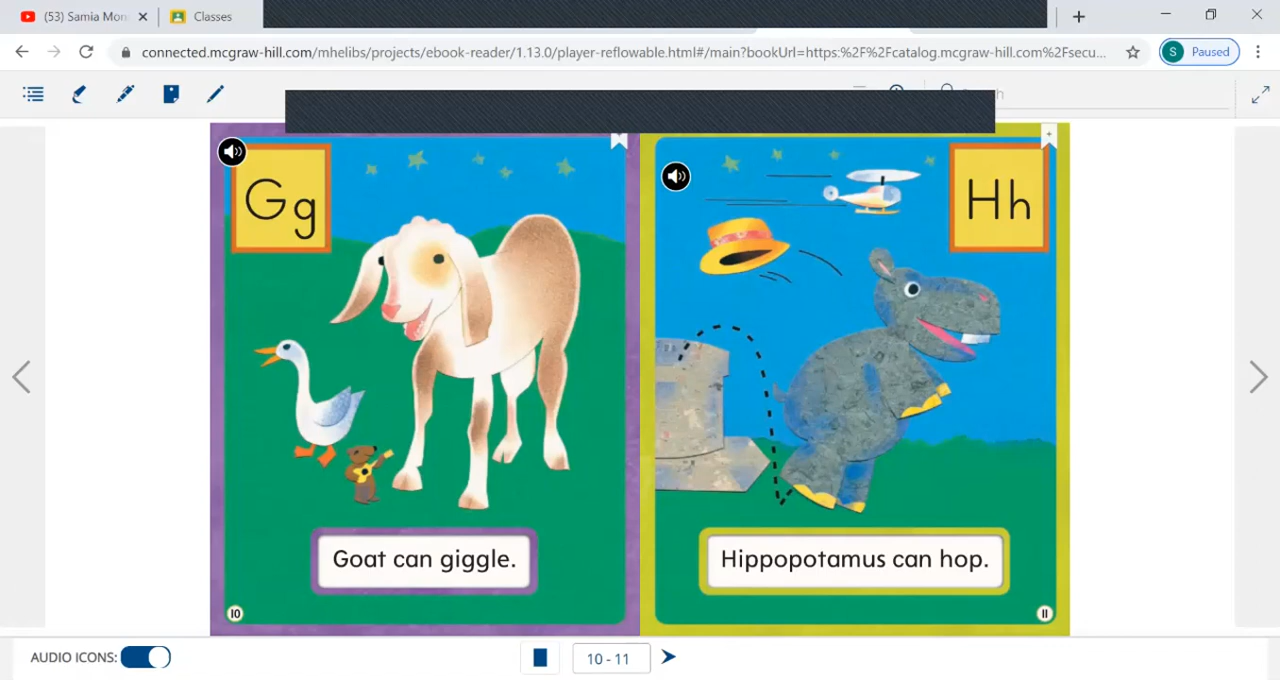 (53) Samia Mon
Classes
connected.mcgraw-hill.com/mhelibs/projects/ebook-reader/1.13.0/player-reflowable.html#/main?bookUrl=https:%2F%2Fcatalog.mcgraw-hill.com%2Fsecu...
S Paused
Gg
Hh
Goat can giggle.
Hippopotamus can hop.
10
11
AUDIO ICONS:
10 - 11